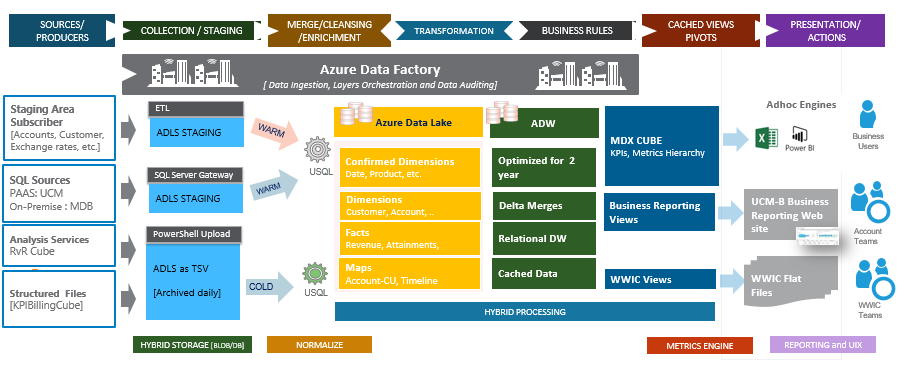 SOURCES/
PRODUCERS
COLLECTION / STAGING
MERGE/CLEANSING
/ENRICHMENT
TRANSFORMATION
BUSINESS RULES
CACHED VIEWS
PIVOTS
PRESENTATION/
ACTIONS
Azure Data Factory
[ Data Ingestion, Layers Orchestration and Data Auditing]
Staging Area
Subscriber
[Accounts, Customer,
Exchange rates, etc.]
SQL Sources
PAAS: UCM
On-Premise : MDB
Analysis Services
RvR Cube
Structured Files
[KPIBillingCube]
ETL
ADLS STAGING
SQL Server Gateway
ADLS STAGING
PowerShell Upload
ADLS as TSV
[Archived daily]
WARM
WARM
COLD
USQL
USQL
Azure Data Lake
Confirmed Dimensions
Date, Product, etc.
Dimensions
Customer, Account, ..
Facts
Revenue, Attainments,
Maps
Account-CU, Timeline
ADW
Optimized for 2
year
Delta Merges
Relational DW
Cached Data
MDX CUBE
KPIs, Metrics Hierarchy
Business Reporting
Views
WWIC Views
HYBRID PROCESSING
Adhoc Engines
Power BI
Business
Users
UCM-B Business
Reporting Web
site
Account
Teams
WWIC Flat
Files
WWIC
Teams
HYBRID STORAGE [BLOB/DB]
NORMALIZE
METRICS ENGINE
REPORTING and UIX